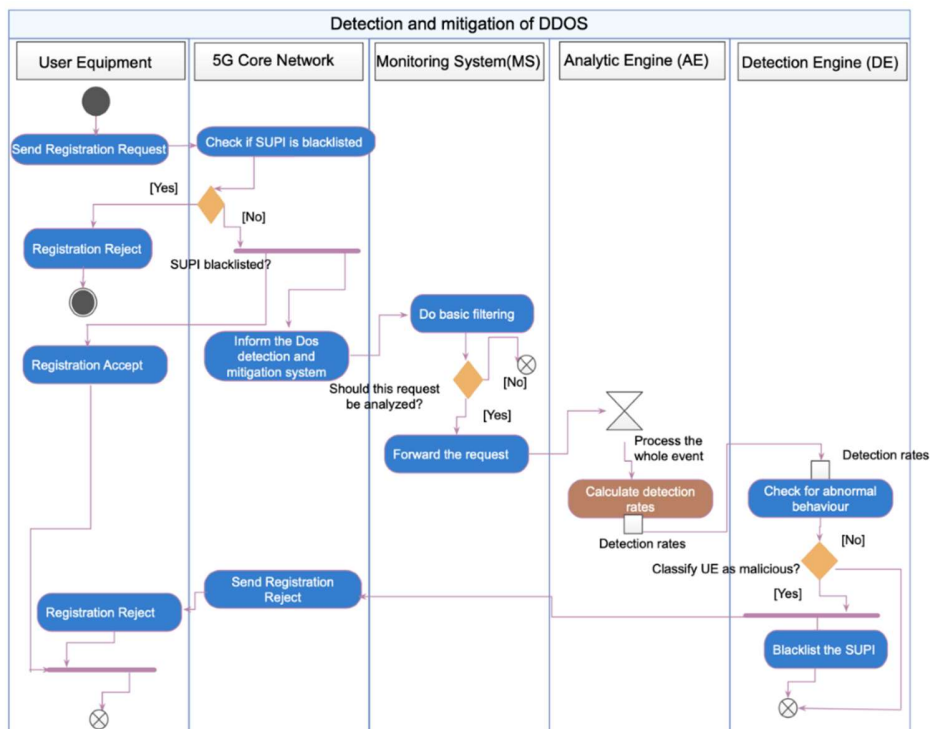 Detection and mitigation of DDOS
User Equipment
5G Core Network
Monitoring System(MS)
Analytic Engine (AE)
Detection Engine (DE)
Send Registration Request
Check if SUPI is blacklisted
[Yes]
[No]
Registration Reject
SUPI blacklisted?
Do basic filtering
Registration Accept
Inform the Dos
detection and
mitigation system
[No]
Should this request
be analyzed?
[Yes]
Forward the request
Process the
whole event
Detection rates
Calculate detection
rates
Check for abnormal
behaviour
Detection rates
[No]
Classify UE as malicious?
[Yes]
Send Registration
Reject
Registration Reject
Blacklist the SUPI